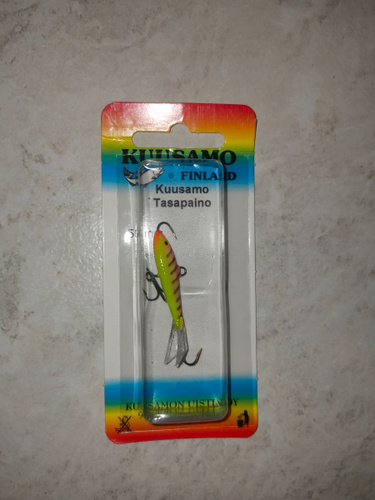 KUUSAMO
® FINLAND
Kuusamo
Tasapaino
KUUSAMON UISTIN OY